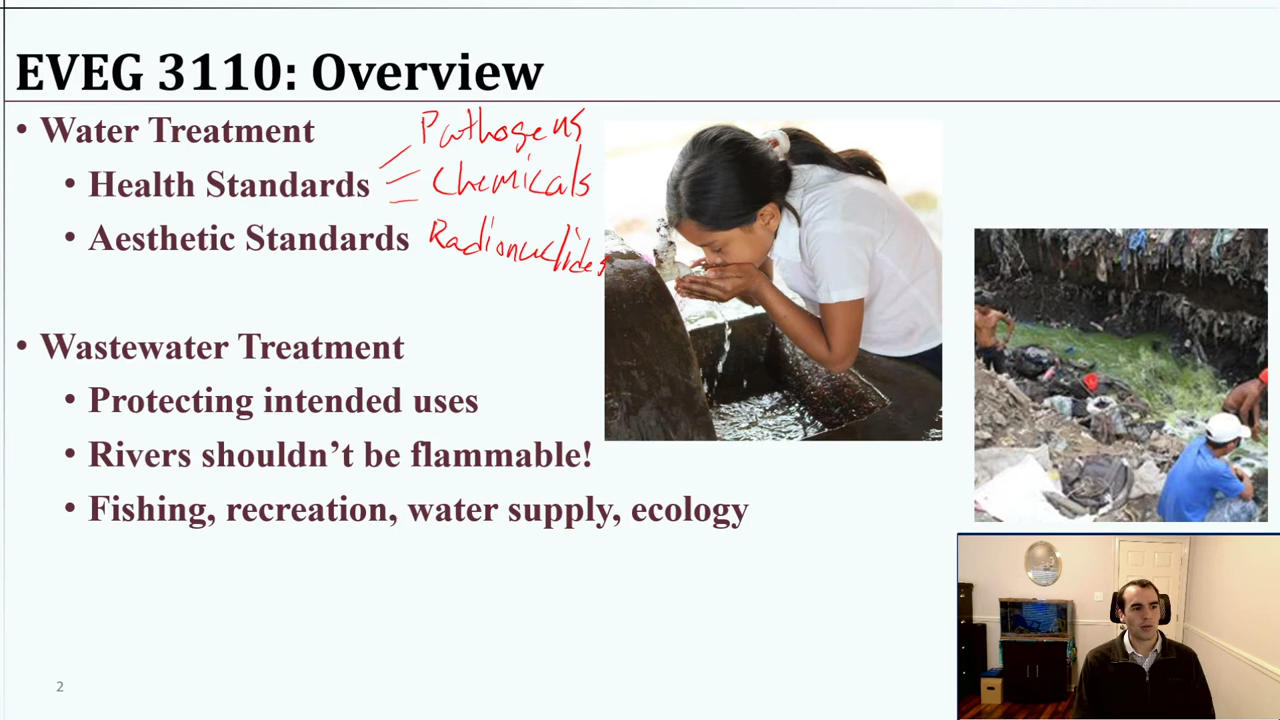 EVEG 3110: Overview
• Water Treatment
Pathogens
• Health Standards
Chemicals
• Aesthetic Standards
Radionuclides
• Wastewater Treatment
• Protecting intended uses
• Rivers shouldn’t be flammable!
• Fishing, recreation, water supply, ecology
2